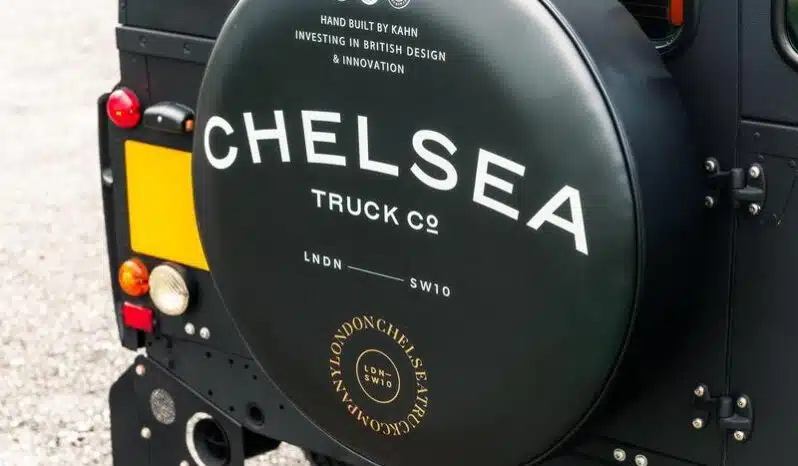 HAND BUILT BY KAHN
INVESTING IN BRITISH DESIGN
& INNOVATION
CHELSEA
TRUCK Cº
LNDN — SW10
LONDONCHELSEATRUCKCOMPANY
LDN—
SW10